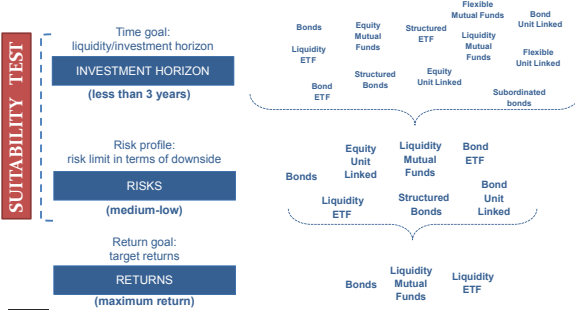 SUITABILITY TEST
Time goal:
liquidity/investment horizon
INVESTMENT HORIZON
(less than 3 years)
Bonds
Equity
Mutual
Funds
Structured
ETF
Flexible
Mutual Funds
Bond
Unit Linked
Liquidity
ETF
Liquidity
Mutual
Funds
Flexible
Unit Linked
Bond
ETF
Structured
Bonds
Equity
Unit Linked
Subordinated
bonds
Risk profile:
risk limit in terms of downside
RISKS
(medium-low)
Bonds
Equity
Unit
Linked
Liquidity
Mutual
Funds
Bond
ETF
Liquidity
ETF
Structured
Bonds
Bond
Unit
Linked
Return goal:
target returns
RETURNS
(maximum return)
Bonds
Liquidity
Mutual
Funds
Liquidity
ETF